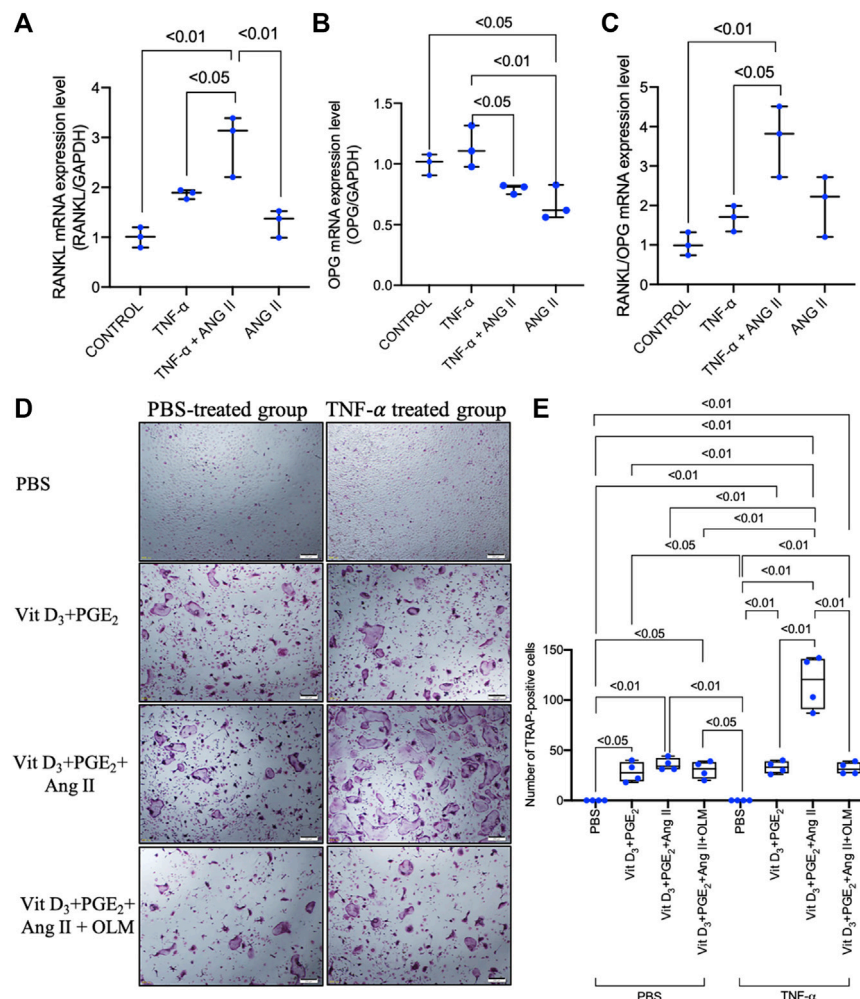 A
<0.01
<0.01
<0.05
RANKL mRNA expression level
(RANKL/GAPDH)
4
3
2
1
0
CONTROL
TNF-α
TNF-α + ANG II
ANG II
B
<0.05
<0.01
<0.05
OPG mRNA expression level
(OPG/GAPDH)
1.5
1.0
0.5
0.0
CONTROL
TNF-α
TNF-α + ANG II
ANG II
C
<0.01
<0.05
RANKL/OPG mRNA expression level
5
4
3
2
1
0
CONTROL
TNF-α
TNF-α + ANG II
ANG II
D
PBS-treated group
TNF-α treated group
PBS
Vit D₃+PGE₂
Vit D₃+PGE₂+
Ang II
Vit D₃+PGE₂+
Ang II + OLM
E
<0.01
<0.01
<0.01
<0.01
<0.01
<0.01
<0.05
<0.01
<0.01
<0.01
<0.01
<0.01
<0.05
<0.01
<0.01
<0.05
<0.05
Number of TRAP-positive cells
150
100
50
0
PBS
Vit D₃+PGE₂
Vit D₃+PGE₂+Ang II
Vit D₃+PGE₂+Ang II+OLM
PBS
Vit D₃+PGE₂
Vit D₃+PGE₂+Ang II
Vit D₃+PGE₂+Ang II+OLM
PBS
TNF-α